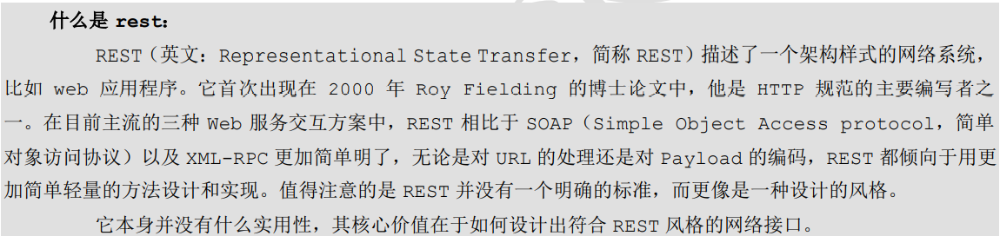 什么是 rest：
REST（英文：Representational State Transfer，简称 REST）描述了一个架构样式的网络系统，
比如 web 应用程序。它首次出现在 2000 年 Roy Fielding 的博士论文中，他是 HTTP 规范的主要编写者之
一。在目前主流的三种 Web 服务交互方案中，REST 相比于 SOAP（Simple Object Access protocol，简单
对象访问协议）以及 XML-RPC 更加简单明了，无论是对 URL 的处理还是对 Payload 的编码，REST 都倾向于用更
加简单轻量的方法设计和实现。值得注意的是 REST 并没有一个明确的标准，而更像是一种设计的风格。
它本身并没有什么实用性，其核心价值在于如何设计出符合 REST 风格的网络接口。